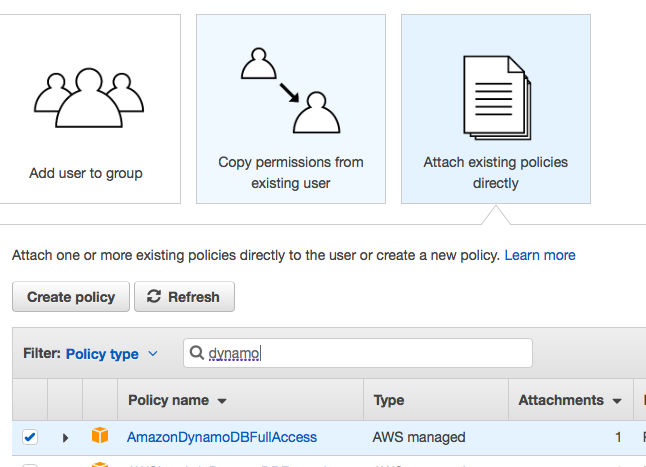 Add user to group
Copy permissions from
existing user
Attach existing policies
directly
Attach one or more existing policies directly to the user or create a new policy. Learn more
Create policy Refresh
Filter: Policy type dynamo
Policy name Type Attachments
AmazonDynamoDBFullAccess AWS managed 1